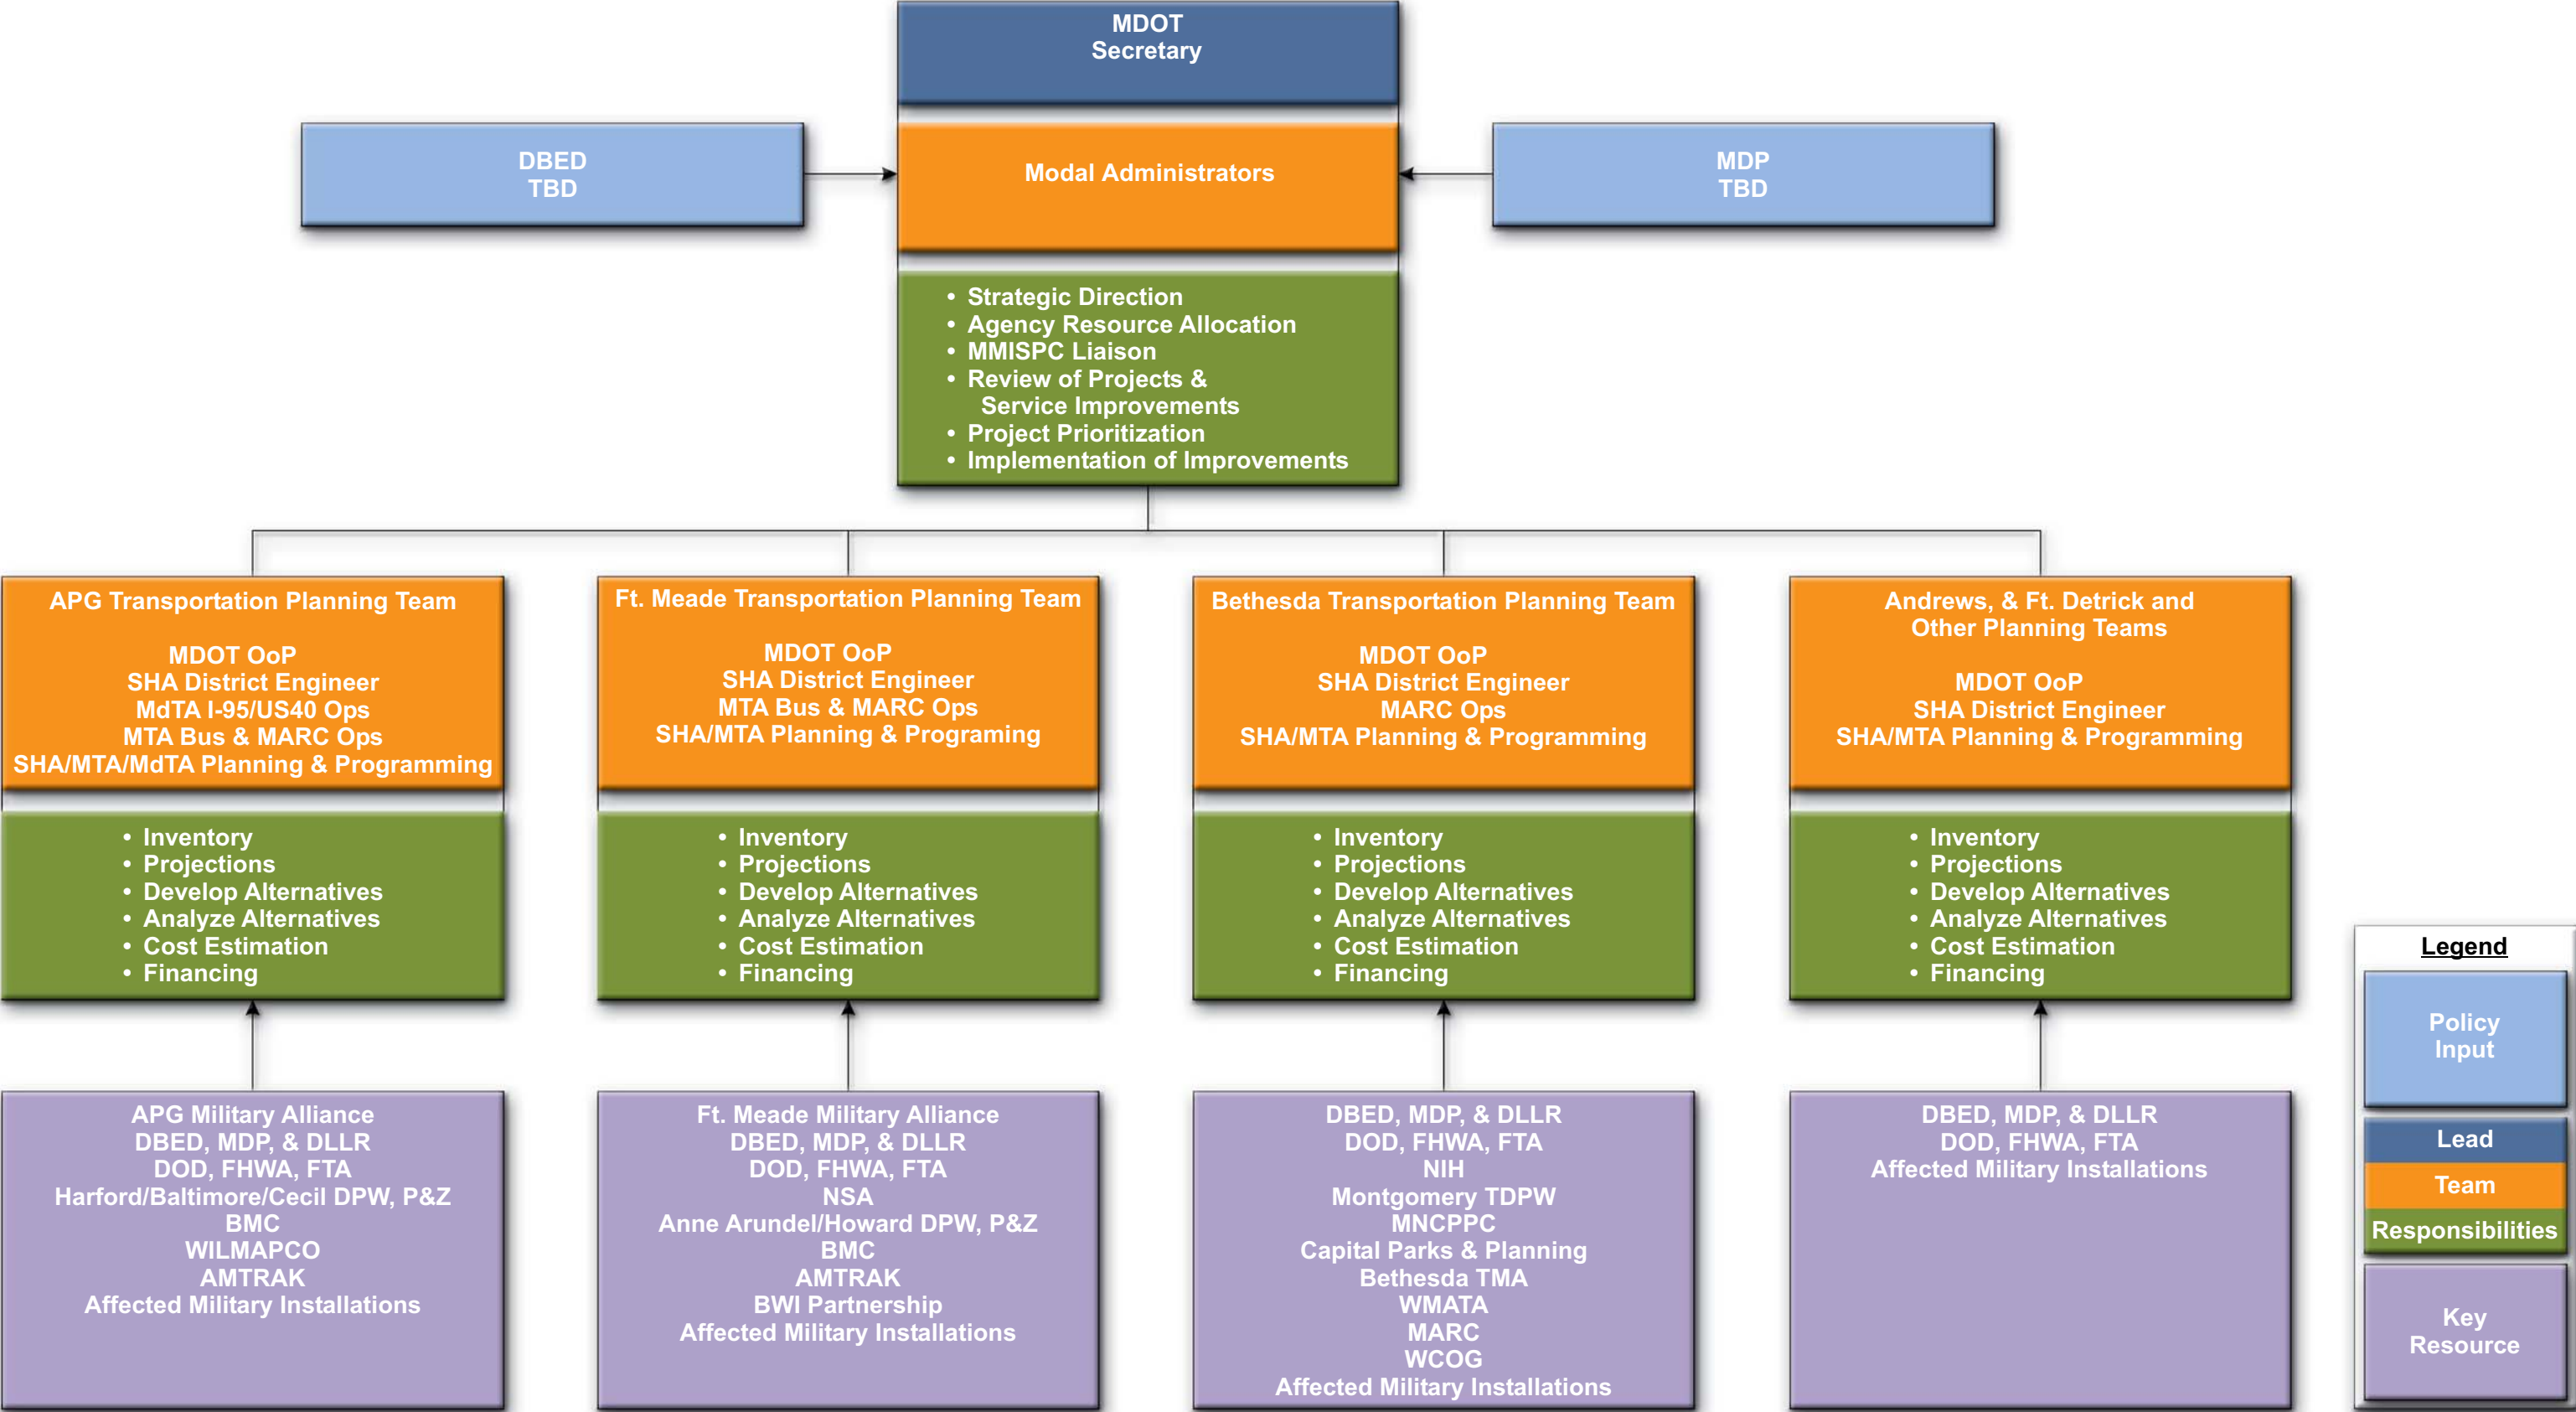 MDOT
Secretary
DBED
TBD
Modal Administrators
MDP
TBD
• Strategic Direction
• Agency Resource Allocation
• MMISPC Liaison
• Review of Projects &
Service Improvements
• Project Prioritization
• Implementation of Improvements
APG Transportation Planning Team
MDOT OoP
SHA District Engineer
MdTA I-95/US40 Ops
MTA Bus & MARC Ops
SHA/MTA/MdTA Planning & Programming
• Inventory
• Projections
• Develop Alternatives
• Analyze Alternatives
• Cost Estimation
• Financing
APG Military Alliance
DBED, MDP, & DLLR
DOD, FHWA, FTA
Harford/Baltimore/Cecil DPW, P&Z
BMC
WILMAPCO
AMTRAK
Affected Military Installations
Ft. Meade Transportation Planning Team
MDOT OoP
SHA District Engineer
MTA Bus & MARC Ops
SHA/MTA Planning & Programing
• Inventory
• Projections
• Develop Alternatives
• Analyze Alternatives
• Cost Estimation
• Financing
Ft. Meade Military Alliance
DBED, MDP, & DLLR
DOD, FHWA, FTA
NSA
Anne Arundel/Howard DPW, P&Z
BMC
AMTRAK
BWI Partnership
Affected Military Installations
Bethesda Transportation Planning Team
MDOT OoP
SHA District Engineer
MARC Ops
SHA/MTA Planning & Programming
• Inventory
• Projections
• Develop Alternatives
• Analyze Alternatives
• Cost Estimation
• Financing
DBED, MDP, & DLLR
DOD, FHWA, FTA
NIH
Montgomery TDPW
MNCPPC
Capital Parks & Planning
Bethesda TMA
WMATA
MARC
WCOG
Affected Military Installations
Andrews, & Ft. Detrick and
Other Planning Teams
MDOT OoP
SHA District Engineer
SHA/MTA Planning & Programming
• Inventory
• Projections
• Develop Alternatives
• Analyze Alternatives
• Cost Estimation
• Financing
DBED, MDP, & DLLR
DOD, FHWA, FTA
Affected Military Installations
Legend
Policy
Input
Lead
Team
Responsibilities
Key
Resource